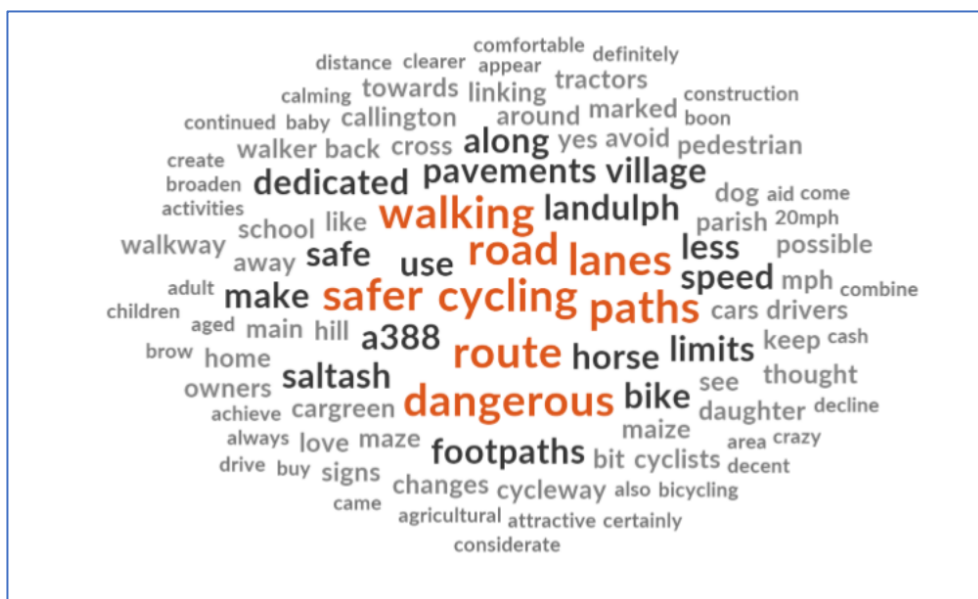 comfortable
distance clearer appear definitely
calming towards linking tractors
continued baby callington around marked construction
boon
create walker back cross along yes avoid pedestrian
broaden dedicated pavements village
activities school like walking landulph dog aid come
parish 20mph
walkway away safe use road lanes less possible
adult make safer cycling paths speed mph combine
children aged main hill a388 cars drivers
brow home route horse limits keep cash
owners saltash dangerous bike see thought
achieve cargreen daughter decline
always love maze footpaths maize area crazy
drive buy signs bit cyclists decent
came changes cycleway also bicycling
agricultural attractive certainly
considerate